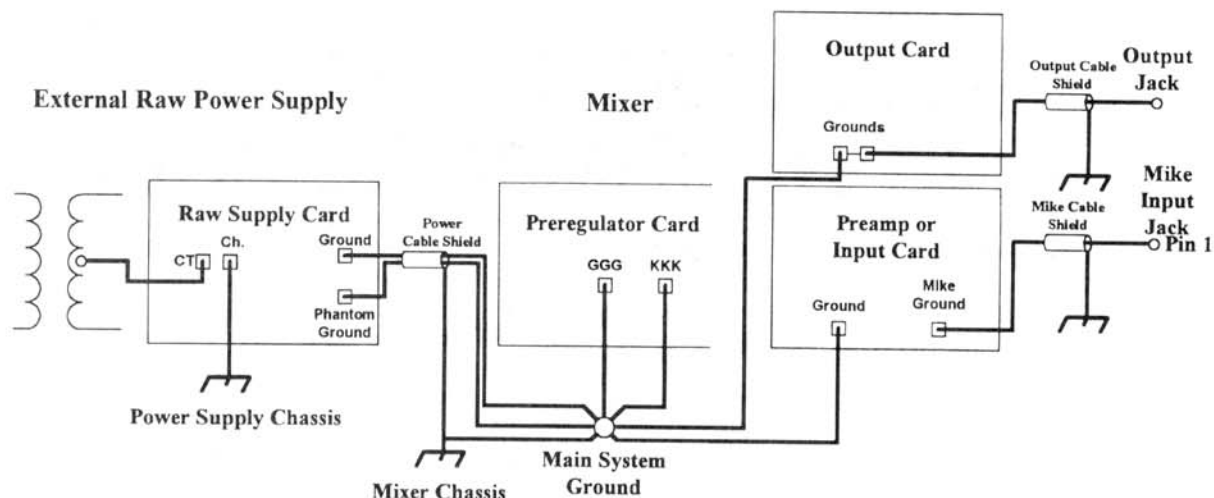 External Raw Power Supply
Mixer
Output Card
Grounds
Output Cable
Shield
Output
Jack
Raw Supply Card
CT
Ch.
Ground
Phantom
Ground
Power
Cable Shield
Preregulator Card
GGG
KKK
Preamp or
Input Card
Ground
Mike
Ground
Mike Cable
Shield
Mike
Input
Jack
Pin 1
Power Supply Chassis
Mixer Chassis
Main System
Ground